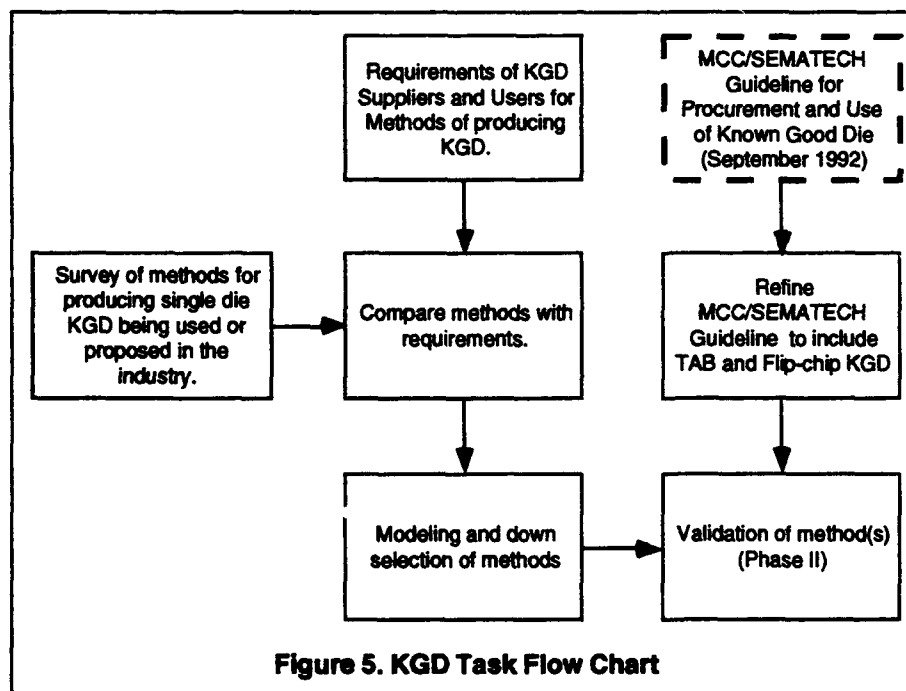 Requirements of KGD
Suppliers and Users for
Methods of producing
KGD.
MCC/SEMATECH
Guideline for
Procurement and Use
of Known Good Die
(September 1992)
Survey of methods for
producing single die
KGD being used or
proposed in the
industry.
Compare methods with
requirements.
Refine
MCC/SEMATECH
Guideline to include
TAB and Flip-chip KGD
Modeling and down
selection of methods
Validation of method(s)
(Phase II)
Figure 5. KGD Task Flow Chart